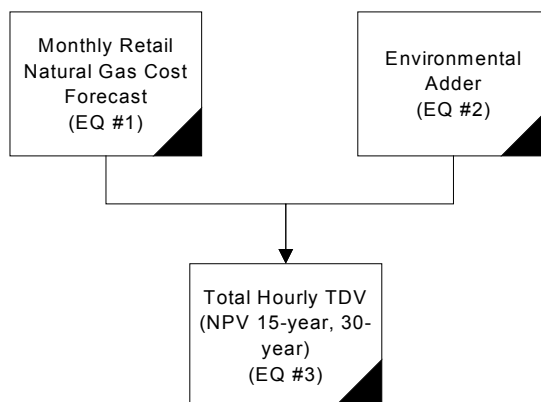 Monthly Retail
Natural Gas Cost
Forecast
(EQ #1)
Environmental
Adder
(EQ #2)
Total Hourly TDV
(NPV 15-year, 30-
year)
(EQ #3)